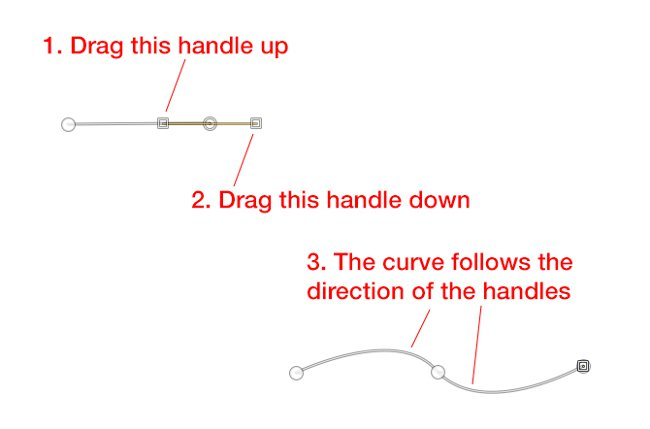 1. Drag this handle up
2. Drag this handle down
3. The curve follows the
direction of the handles